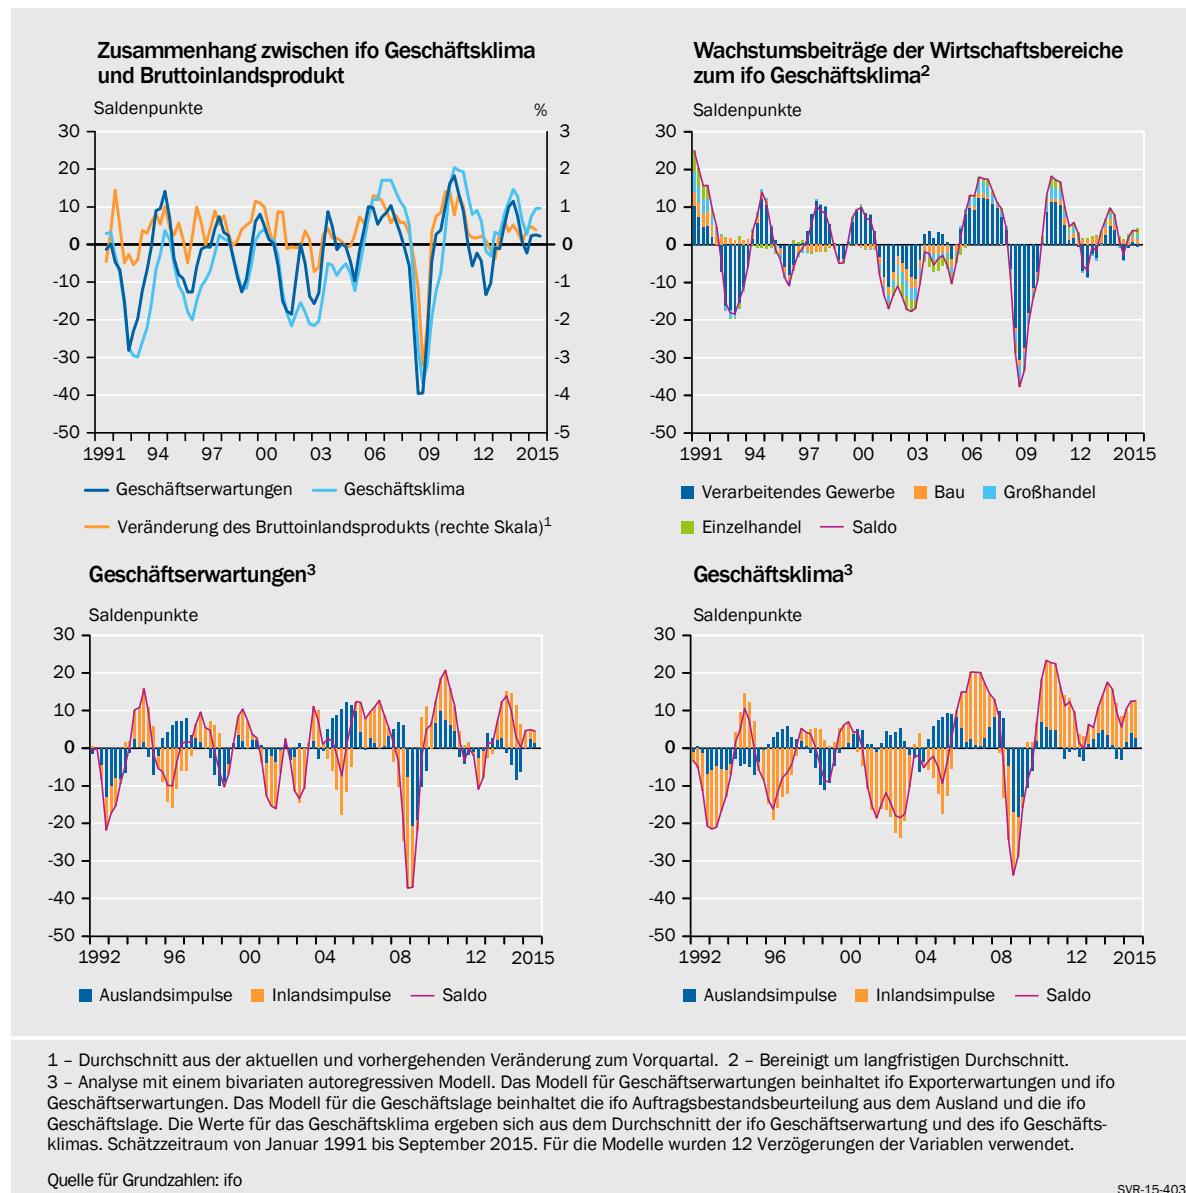 Zusammenhang zwischen ifo Geschäftsklima
und Bruttoinlandsprodukt
Saldenpunkte %
30 3
20 2
10 1
0 0
-10 -1
-20 2
-30 -3
-40 -4
-50 -5
1991 94 97 00 03 06 09 12 2015
Geschäftserwartungen Geschäftsklima
Veränderung des Bruttoinlandsprodukts (rechte Skala)1
Wachstumsbeiträge der Wirtschaftsbereiche
zum ifo Geschäftsklima2
Saldenpunkte
30
20
10
0
-10
-20
-30
-40
-50
1991 94 97 00 03 06 09 12 2015
Verarbeitendes Gewerbe Bau Großhandel
Einzelhandel Saldo
Geschäftserwartungen3
Saldenpunkte
30
20
10
0
-10
-20
-30
-40
-50
1992 96 00 04 08 12 2015
Auslandsimpulse Inlandsimpulse Saldo
Geschäftsklima3
Saldenpunkte
30
20
10
0
-10
-20
-30
-40
-50
1992 96 00 04 08 12 2015
Auslandsimpulse Inlandsimpulse Saldo
1 – Durchschnitt aus der aktuellen und vorhergehenden Veränderung zum Vorquartal. 2 – Bereinigt um langfristigen Durchschnitt.
3 – Analyse mit einem bivariaten autoregressiven Modell. Das Modell für Geschäftserwartungen beinhaltet ifo Exporterwartungen und ifo
Geschäftserwartungen. Das Modell für die Geschäftslage beinhaltet die ifo Auftragsbestandsbeurteilung aus dem Ausland und die ifo
Geschäftslage. Die Werte für das Geschäftsklima ergeben sich aus dem Durchschnitt der ifo Geschäftserwartung und des ifo Geschäfts-
klimas. Schätzzeitraum von Januar 1991 bis September 2015. Für die Modelle wurden 12 Verzögerungen der Variablen verwendet.
Quelle für Grundzahlen: ifo
SVR-15-403